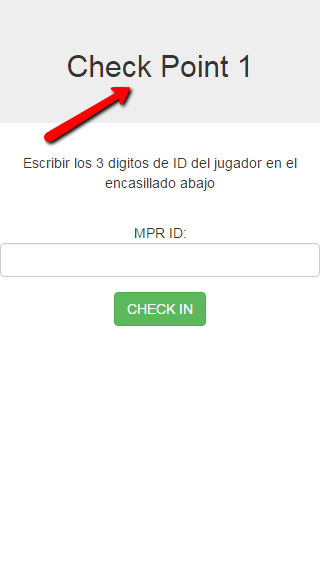 Check Point 1
Escribir los 3 digitos de ID del jugador en el
encasillado abajo
MPR ID:
CHECK IN